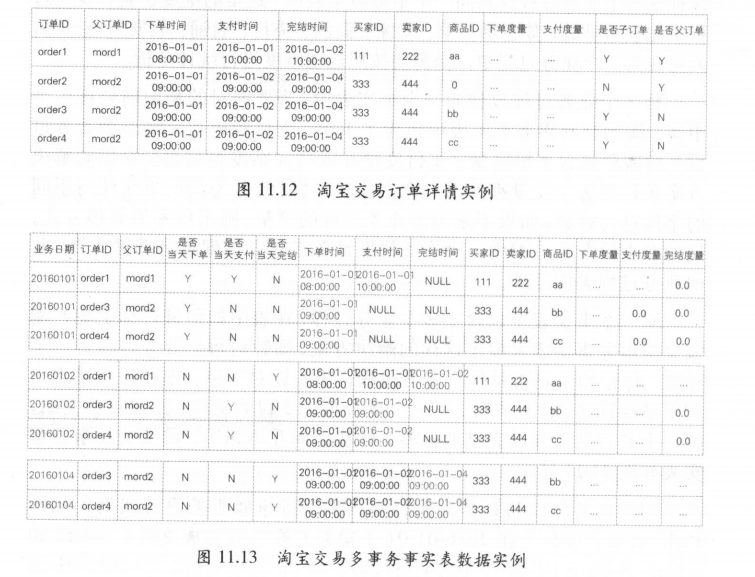 订单ID 父订单ID 下单时间 支付时间 完结时间 买家ID 卖家ID 商品ID 下单度量 支付度量 是否子订单 是否父订单
order1 mord1 2016-01-01 08:00:00 2016-01-01 10:00:00 2016-01-02 10:00:00 111 222 aa ... ... Y Y
order2 mord2 2016-01-01 09:00:00 2016-01-02 09:00:00 2016-01-04 09:00:00 333 444 0 ... ... N Y
order3 mord2 2016-01-01 09:00:00 2016-01-02 09:00:00 2016-01-04 09:00:00 333 444 bb ... ... Y N
order4 mord2 2016-01-01 09:00:00 2016-01-02 09:00:00 2016-01-04 09:00:00 333 444 cc ... ... Y N
图 11.12 淘宝交易订单详情实例
业务日期 订单ID 父订单ID 是否当天下单 是否当天支付 是否当天完结 下单时间 支付时间 完结时间 买家ID 卖家ID 商品ID 下单度量 支付度量 完结度量
20160101 order1 mord1 Y Y N 2016-01-01 08:00:00 2016-01-01 10:00:00 NULL 111 222 aa ... ... 0.0
20160101 order3 mord2 Y N N 2016-01-01 09:00:00 NULL NULL 333 444 bb ... 0.0 0.0
20160101 order4 mord2 Y N N 2016-01-01 09:00:00 NULL NULL 333 444 cc ... 0.0 0.0
20160102 order1 mord1 N N Y 2016-01-01 08:00:00 2016-01-01 10:00:00 2016-01-02 10:00:00 111 222 aa ... ... ...
20160102 order3 mord2 N Y N 2016-01-01 09:00:00 2016-01-02 09:00:00 NULL 333 444 bb ... ... 0.0
20160102 order4 mord2 N Y N 2016-01-01 09:00:00 2016-01-02 09:00:00 NULL 333 444 cc ... ... 0.0
20160104 order3 mord2 N N Y 2016-01-01 09:00:00 2016-01-02 09:00:00 2016-01-04 09:00:00 333 444 bb ... ... ...
20160104 order4 mord2 N N Y 2016-01-01 09:00:00 2016-01-02 09:00:00 2016-01-04 09:00:00 333 444 cc ... ... ...
图 11.13 淘宝交易多事务事实表数据实例